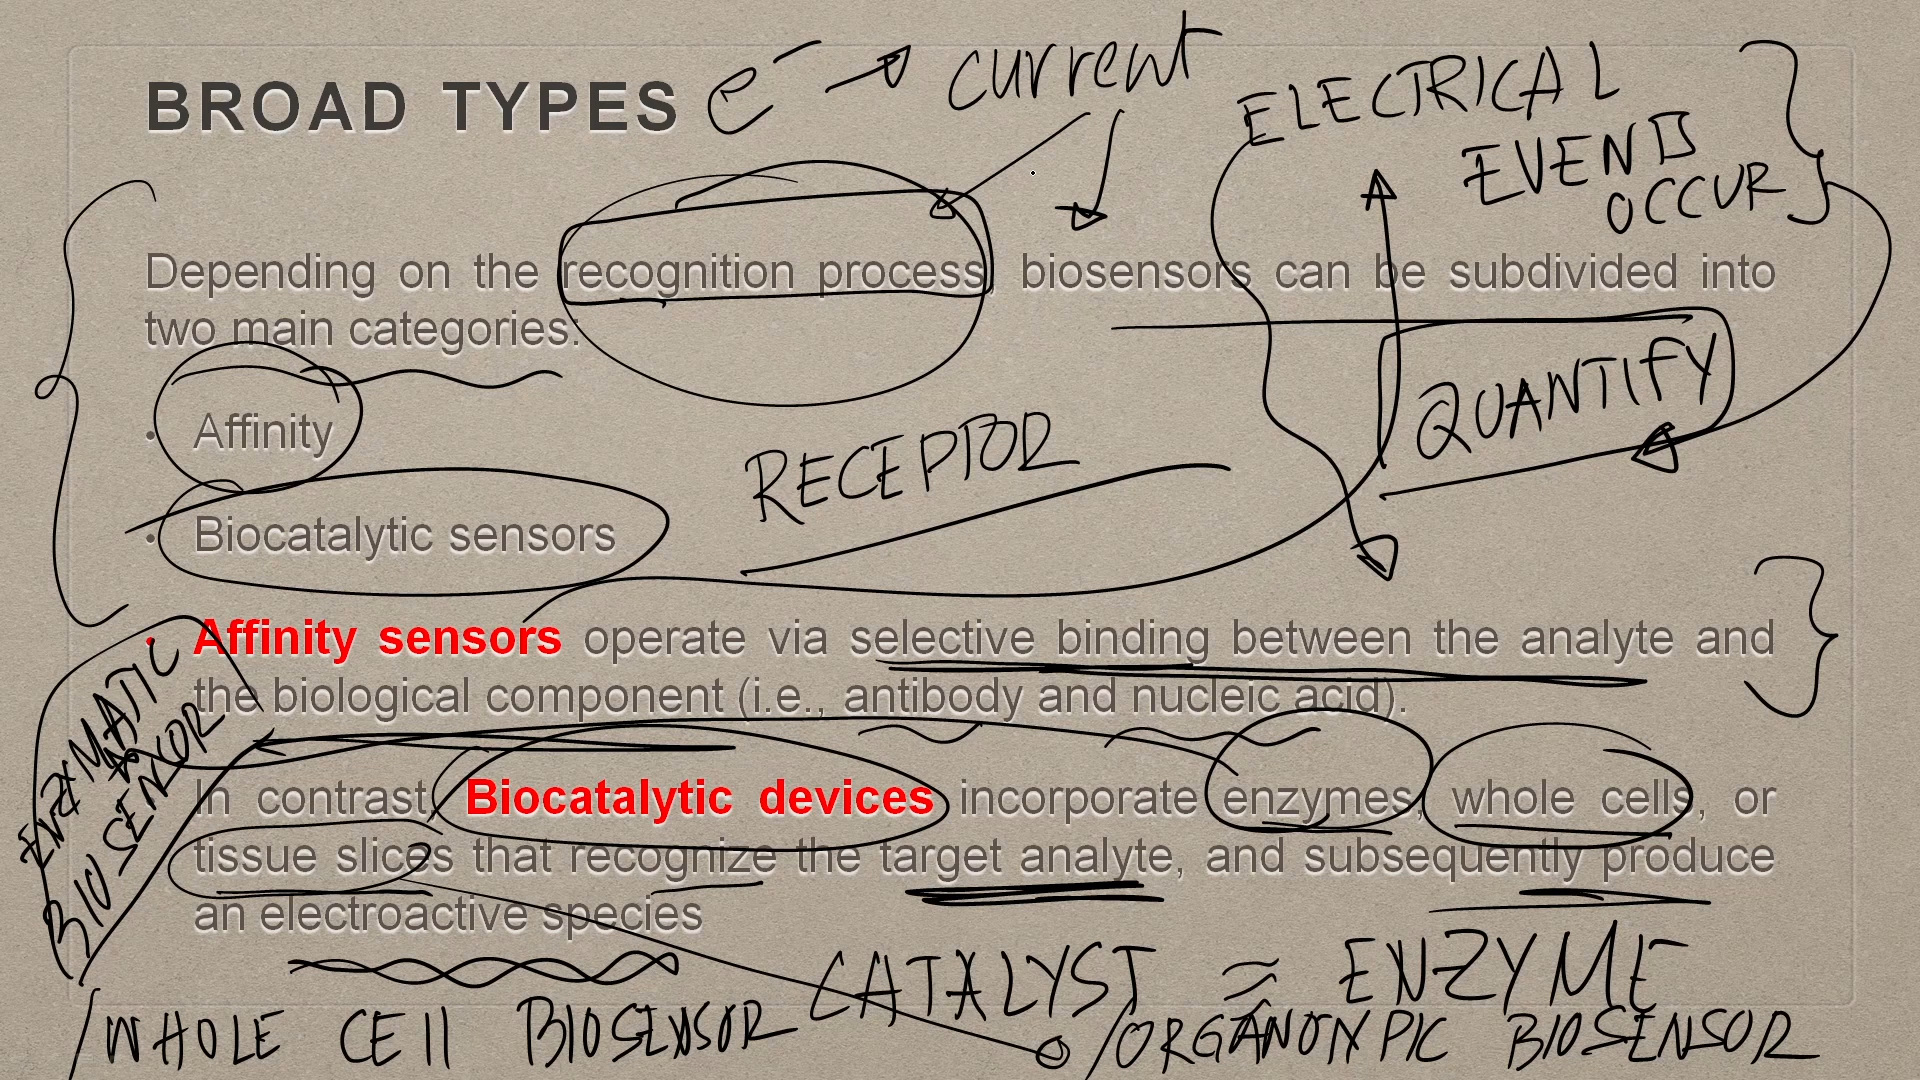 BROAD TYPES e⁻ → current
ELECTRICAL
EVENTS
OCCUR
Depending on the recognition process, biosensors can be subdivided into
two main categories:
QUANTIFY
• Affinity
RECEPTOR
• Biocatalytic sensors
• Affinity sensors operate via selective binding between the analyte and
the biological component (i.e., antibody and nucleic acid).
ENZYMATIC
BIOSENSOR
In contrast, Biocatalytic devices incorporate enzymes, whole cells, or
tissue slices that recognize the target analyte, and subsequently produce
an electroactive species
CATALYST ≈ ENZYME
/WHOLE CEll BIOSENSOR /BIOSENSOR